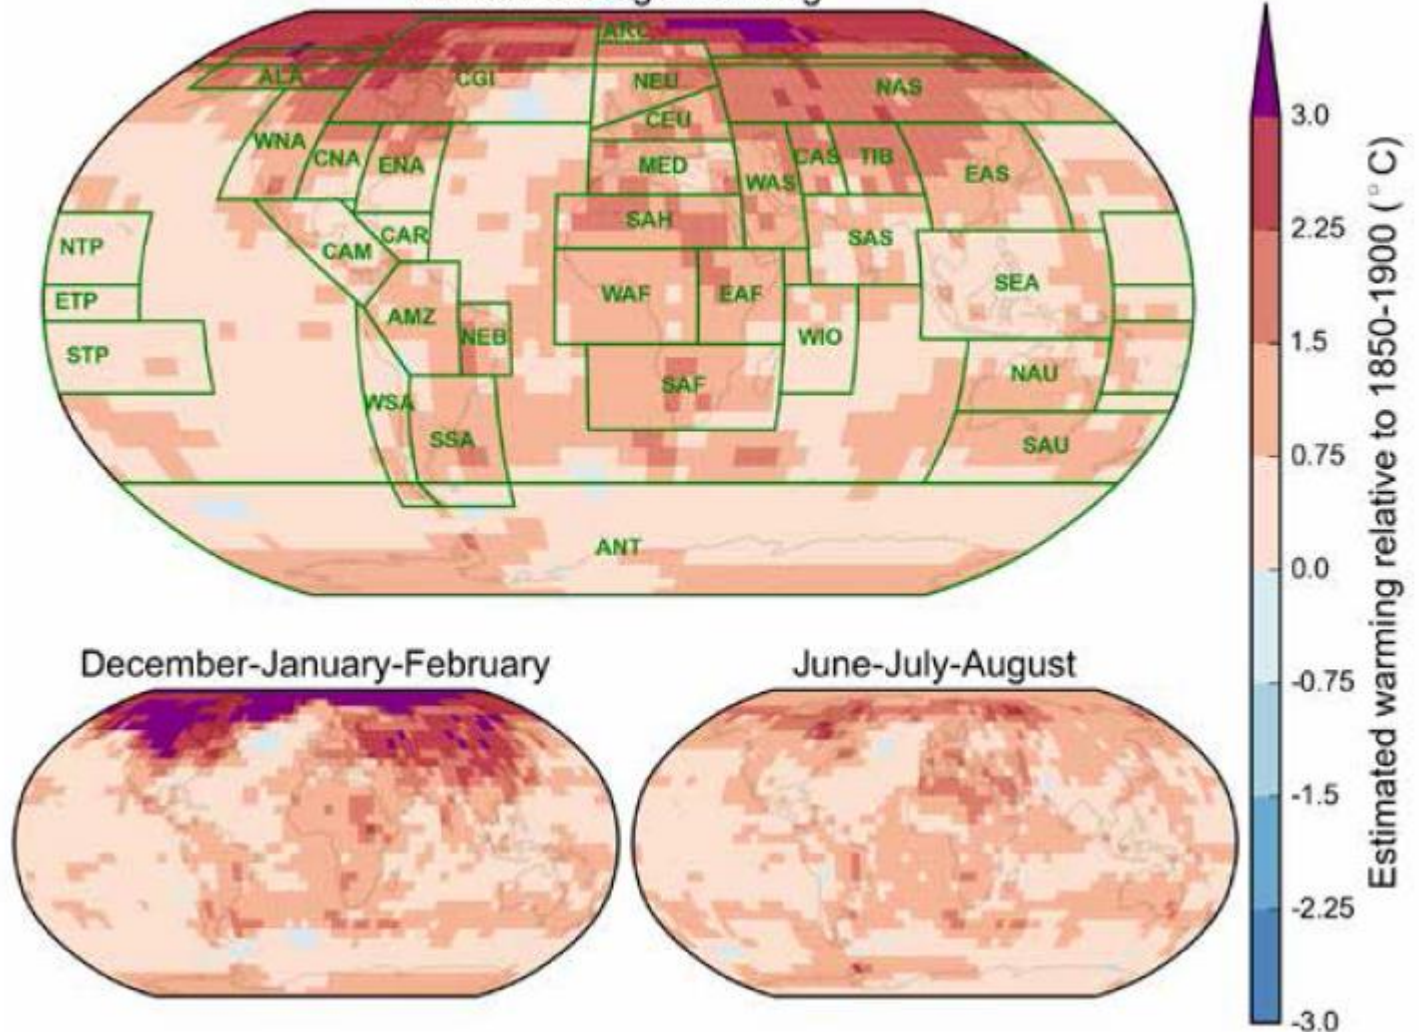 ARC
ALA
CGI
NEU
NAS
CEU
WNA
CNA
ENA
MED
WAS
CAS
TIB
EAS
SAH
NTP
CAM
CAR
SAS
ETP
AMZ
NEB
WAF
EAF
SEA
WIO
STP
NAU
WSA
SSA
SAF
SAU
ANT
3.0
2.25
1.5
0.75
0.0
-0.75
-1.5
-2.25
-3.0
Estimated warming relative to 1850-1900 (°C)
December-January-February
June-July-August